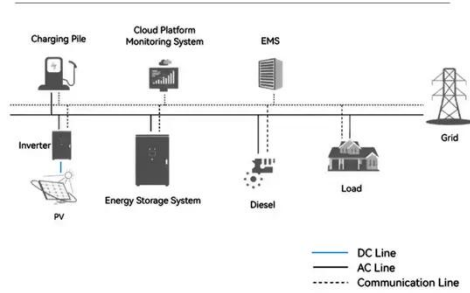 Charging Pile
Cloud Platform
Monitoring System
EMS
Grid
Inverter
PV
Energy Storage System
Diesel
Load
DC Line
AC Line
Communication Line